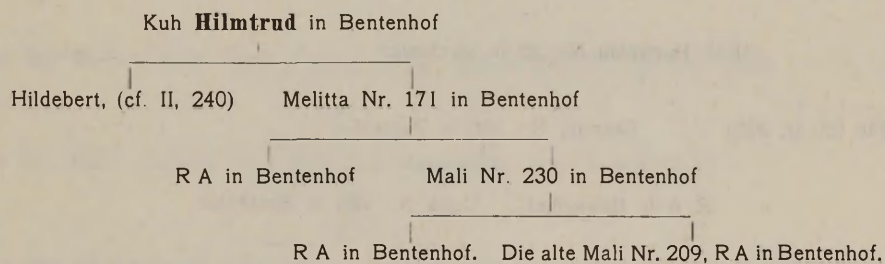 Kuh Hilmtrud in Bentenhof
Hildebert, (cf. II, 240) Melitta Nr. 171 in Bentenhof
R A in Bentenhof Mali Nr. 230 in Bentenhof
R A in Bentenhof. Die alte Mali Nr. 209, R A in Bentenhof.